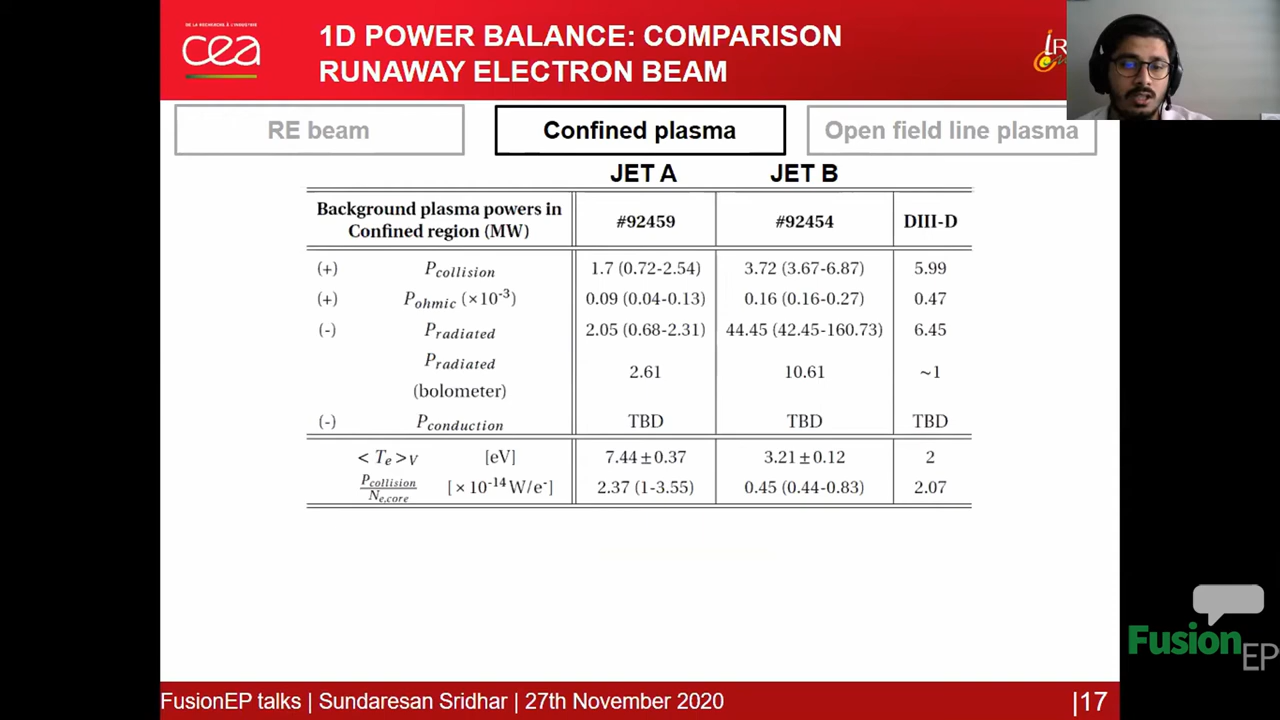 DE LA RECHERCHE À L'INDUSTRIE
cea
1D POWER BALANCE: COMPARISON
RUNAWAY ELECTRON BEAM
RE beam
Confined plasma
Open field line plasma
JET A JET B
Background plasma powers in
Confined region (MW) #92459 #92454 DIII-D
(+) P_collision 1.7 (0.72-2.54) 3.72 (3.67-6.87) 5.99
(+) P_ohmic (×10⁻³) 0.09 (0.04-0.13) 0.16 (0.16-0.27) 0.47
(-) P_radiated 2.05 (0.68-2.31) 44.45 (42.45-160.73) 6.45
P_radiated
(bolometer) 2.61 10.61 ~1
(-) P_conduction TBD TBD TBD
< T_e >_V [eV] 7.44±0.37 3.21±0.12 2
P_collision/N_e,core [×10⁻¹⁴W/e⁻] 2.37 (1-3.55) 0.45 (0.44-0.83) 2.07
FusionEP
FusionEP talks | Sundaresan Sridhar | 27th November 2020
|17